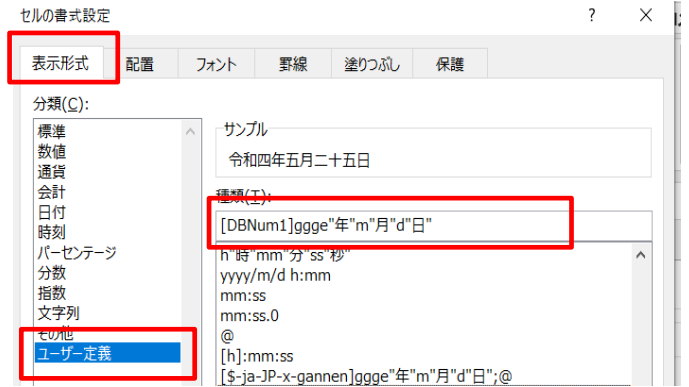 セルの書式設定 ? ×
表示形式 配置 フォント 罫線 塗りつぶし 保護
分類(C):
標準
数値
通貨
会計
日付
時刻
パーセンテージ
分数
指数
文字列
その他
ユーザー定義
サンプル
令和四年五月二十五日
種類(T):
[DBNum1]ggge"年"m"月"d"日"
h"時"mm"分"ss"秒"
yyyy/m/d h:mm
mm:ss
mm:ss.0
@
[h]:mm:ss
[$-ja-JP-x-gannen]ggge"年"m"月"d"日";@